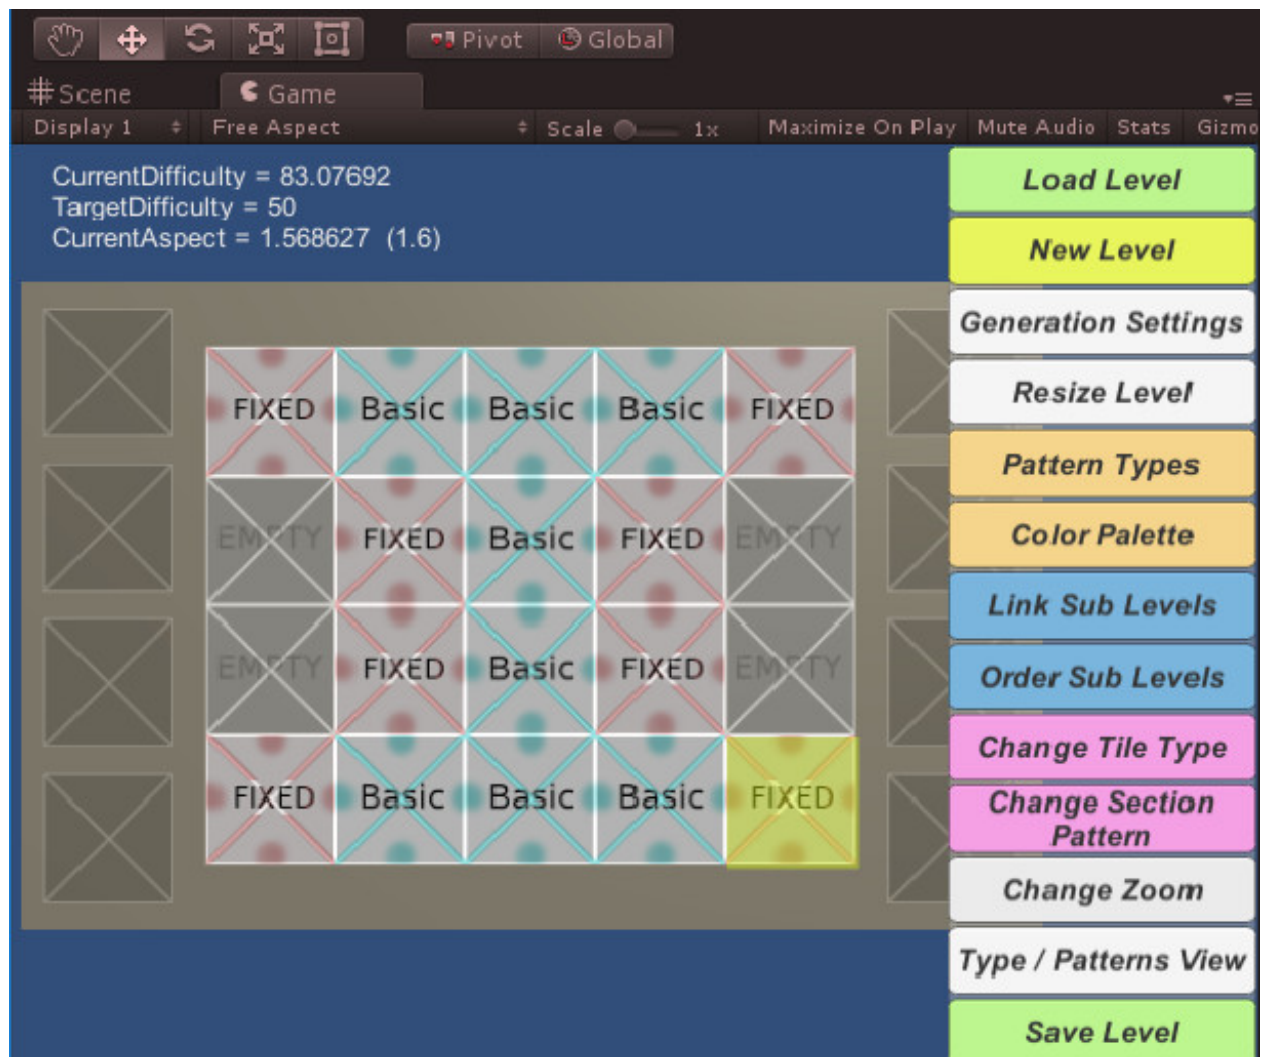 Pivot Global
Scene Game
Display 1 Free Aspect Scale 1x Maximize On Play Mute Audio Stats Gizmo
CurrentDifficulty = 83.07692
TargetDifficulty = 50
CurrentAspect = 1.568627 (1.6)
FIXED Basic Basic Basic FIXED
EMPTY FIXED Basic FIXED EMPTY
EMPTY FIXED Basic FIXED EMPTY
FIXED Basic Basic Basic FIXED
Load Level
New Level
Generation Settings
Resize Level
Pattern Types
Color Palette
Link Sub Levels
Order Sub Levels
Change Tile Type
Change Section
Pattern
Change Zoom
Type / Patterns View
Save Level